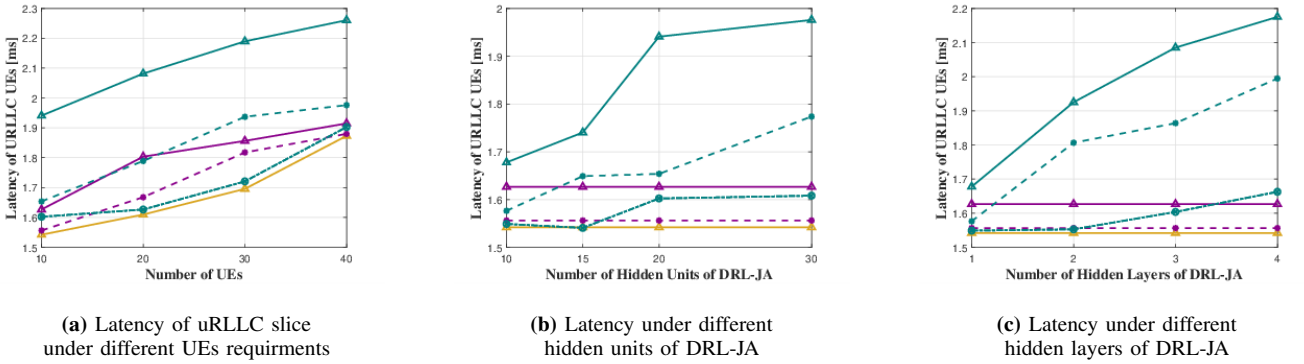 2.3
2.2
2.1
2
1.9
1.8
1.7
1.6
1.5
Latency of URLLC UEs [ms]
10
20
30
40
Number of UEs
(a) Latency of uRLLC slice
under different UEs requirments
2
1.9
1.8
1.7
1.6
1.5
Latency of URLLC UEs [ms]
10
15
20
30
Number of Hidden Units of DRL-JA
(b) Latency under different
hidden units of DRL-JA
2.2
2.1
2
1.9
1.8
1.7
1.6
1.5
Latency of URLLC UEs [ms]
1
2
3
4
Number of Hidden Layers of DRL-JA
(c) Latency under different
hidden layers of DRL-JA